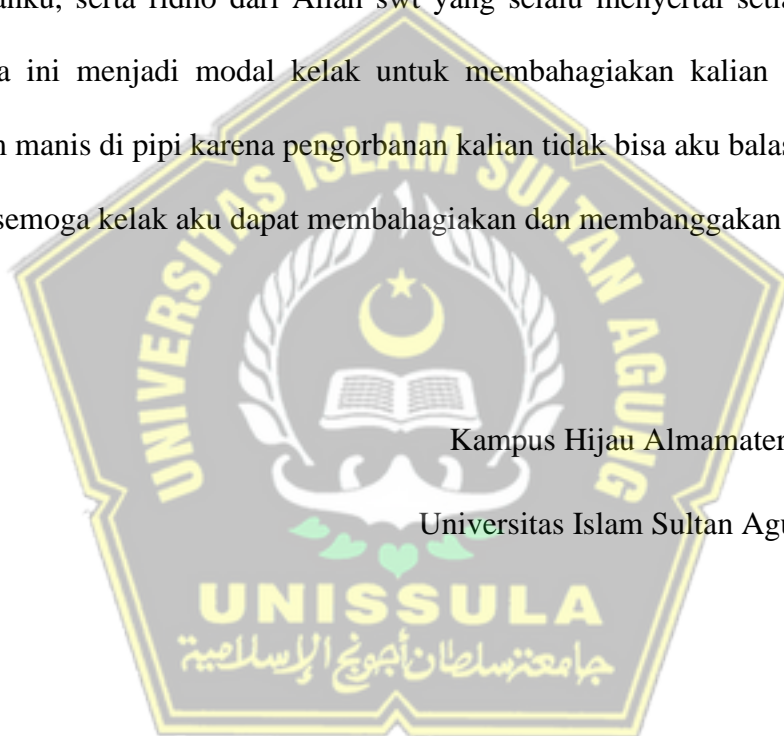 anku, serta ridho dari Allah swt yang selalu menyertai setia
a ini menjadi modal kelak untuk membahagiakan kalian
n manis di pipi karena pengorbanan kalian tidak bisa aku balas
semoga kelak aku dapat membahagiakan dan membanggakan
UNIVERSITAS ISLAM SULTAN AGUNG
Kampus Hijau Almamater
Universitas Islam Sultan Agu
UNISSULA
جامعة سلطان أجونج الإسلامية